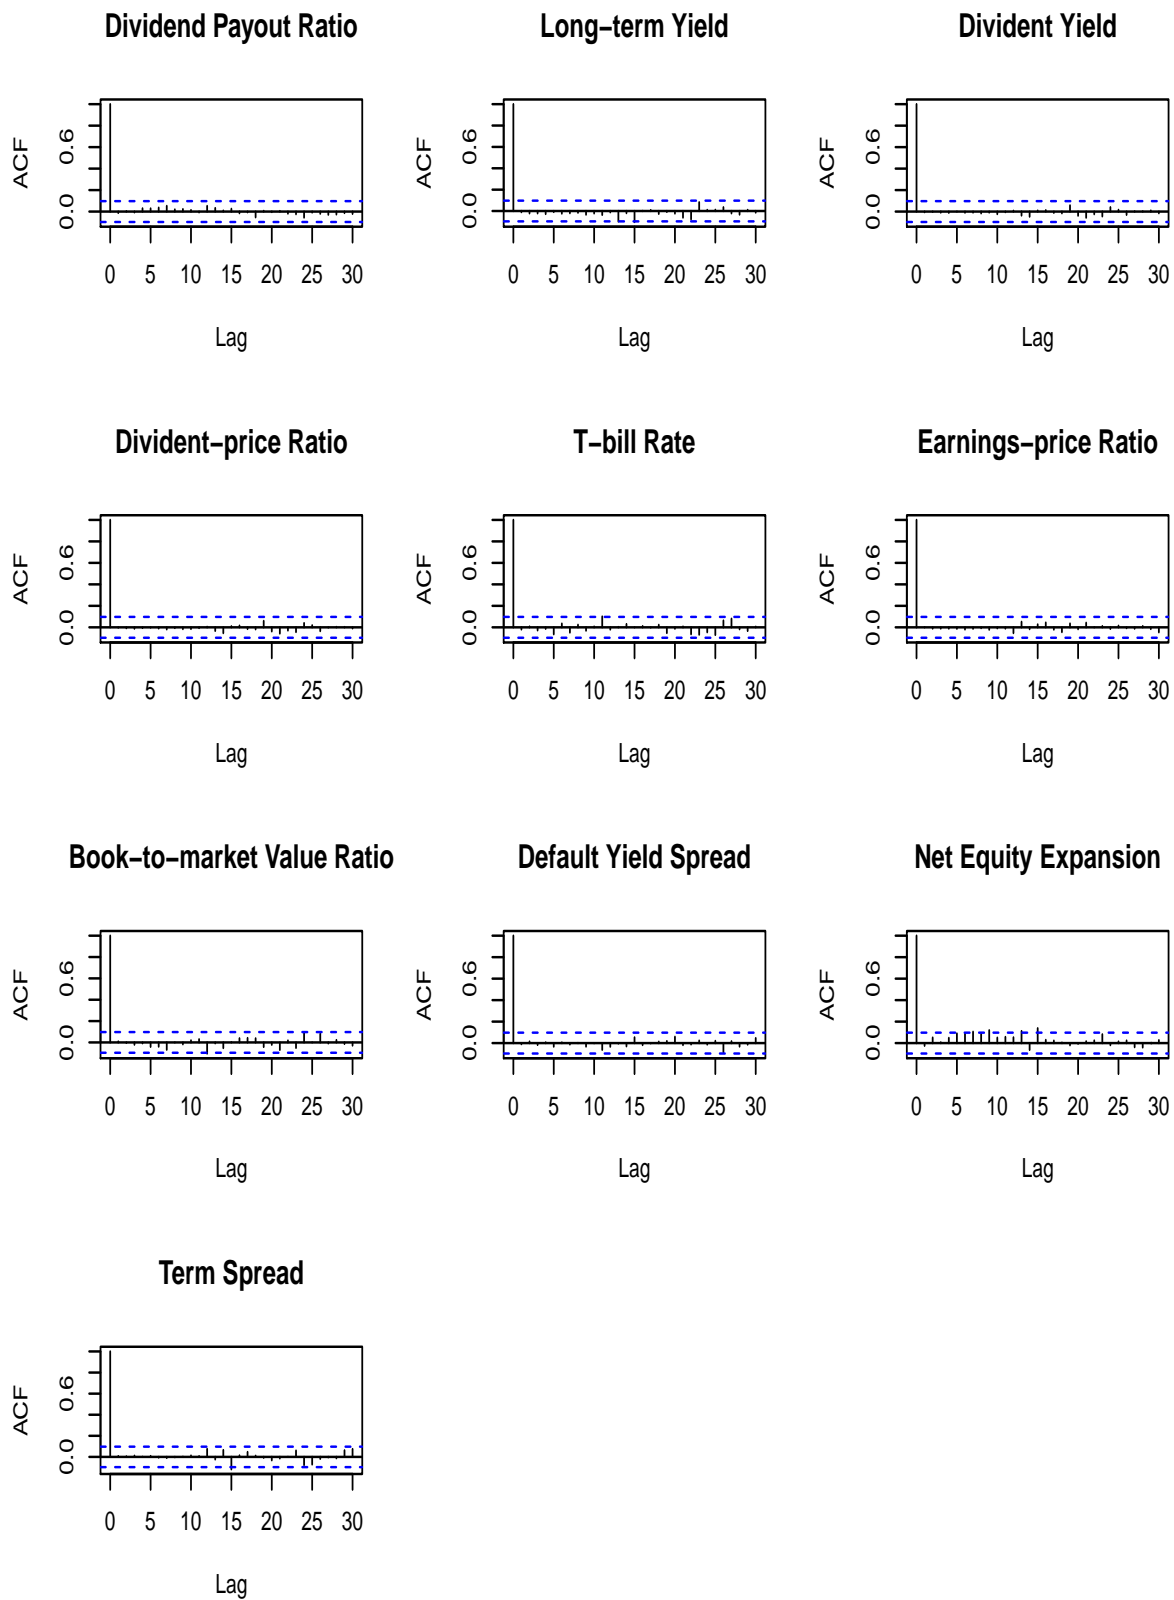 Dividend Payout Ratio
Long-term Yield
Divident Yield
ACF
0.0 0.6
0 5 10 15 20 25 30
Lag
ACF
0.0 0.6
0 5 10 15 20 25 30
Lag
ACF
0.0 0.6
0 5 10 15 20 25 30
Lag
Divident-price Ratio
T-bill Rate
Earnings-price Ratio
ACF
0.0 0.6
0 5 10 15 20 25 30
Lag
ACF
0.0 0.6
0 5 10 15 20 25 30
Lag
ACF
0.0 0.6
0 5 10 15 20 25 30
Lag
Book-to-market Value Ratio
Default Yield Spread
Net Equity Expansion
ACF
0.0 0.6
0 5 10 15 20 25 30
Lag
ACF
0.0 0.6
0 5 10 15 20 25 30
Lag
ACF
0.0 0.6
0 5 10 15 20 25 30
Lag
Term Spread
ACF
0.0 0.6
0 5 10 15 20 25 30
Lag